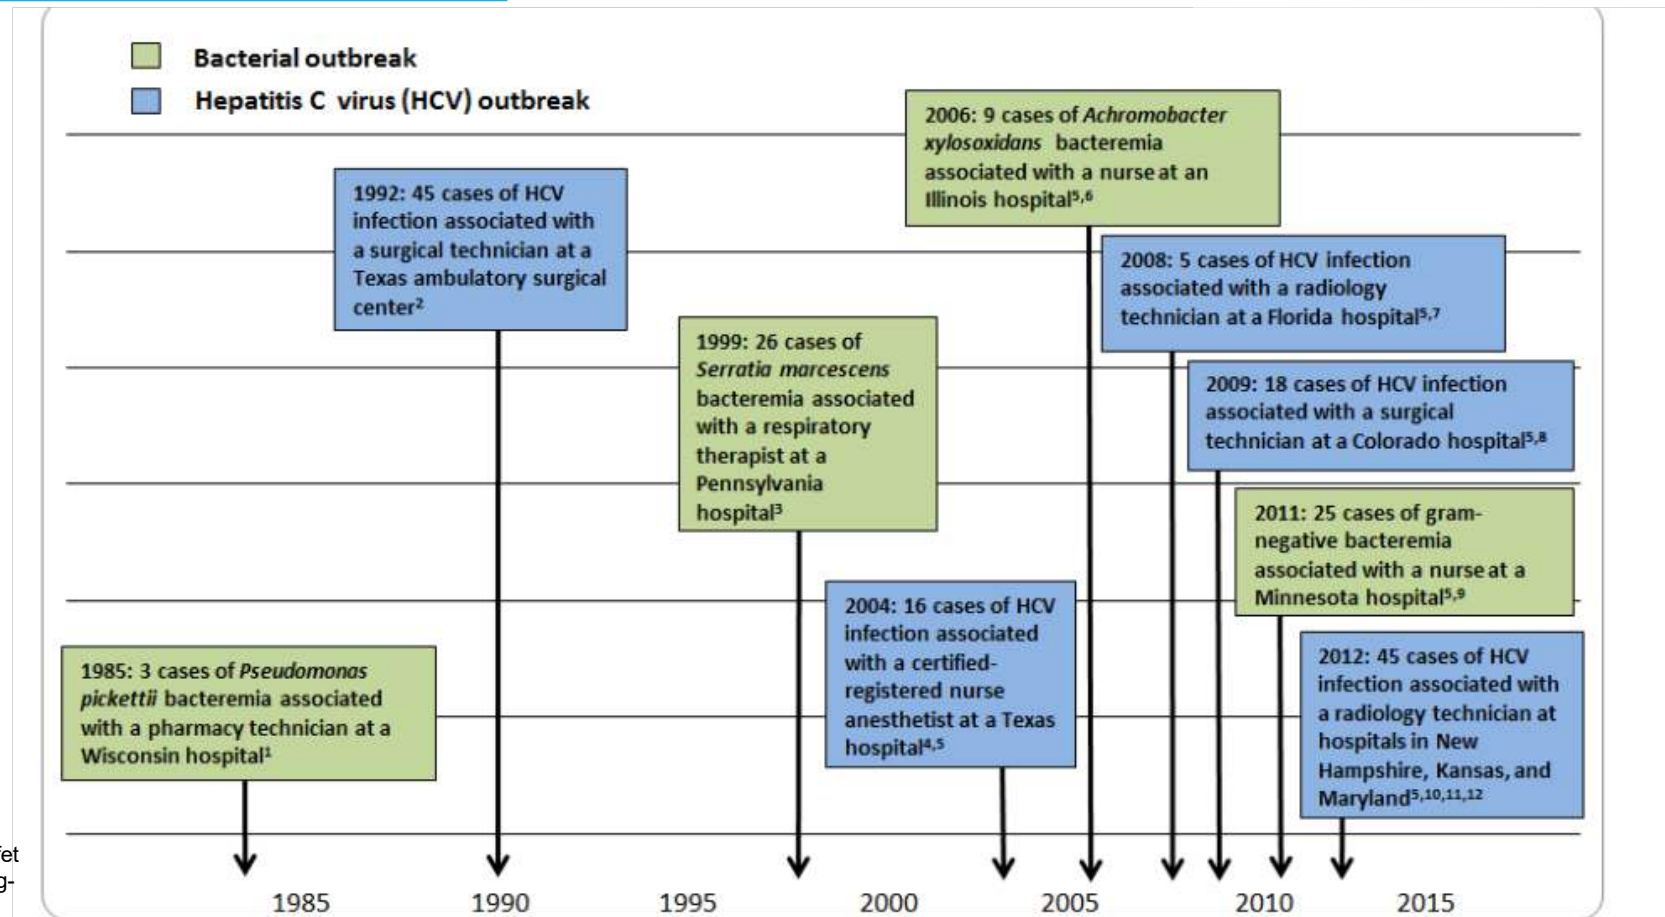 Bacterial outbreak
Hepatitis C virus (HCV) outbreak
2006: 9 cases of Achromobacter
xylosoxidans bacteremia
associated with a nurse at an
Illinois hospital5,6
1992: 45 cases of HCV
infection associated with
a surgical technician at a
Texas ambulatory surgical
center2
2008: 5 cases of HCV infection
associated with a radiology
technician at a Florida hospital5,7
1999: 26 cases of
Serratia marcescens
bacteremia associated
with a respiratory
therapist at a
Pennsylvania
hospital3
2009: 18 cases of HCV infection
associated with a surgical
technician at a Colorado hospital5,8
2011: 25 cases of gram-
negative bacteremia
associated with a nurse at a
Minnesota hospital5,9
2004: 16 cases of HCV
infection associated
with a certified-
registered nurse
anesthetist at a Texas
hospital4,5
1985: 3 cases of Pseudomonas
pickettii bacteremia associated
with a pharmacy technician at a
Wisconsin hospital1
2012: 45 cases of HCV
infection associated with
a radiology technician at
hospitals in New
Hampshire, Kansas, and
Maryland5,10,11,12
1985 1990 1995 2000 2005 2010 2015